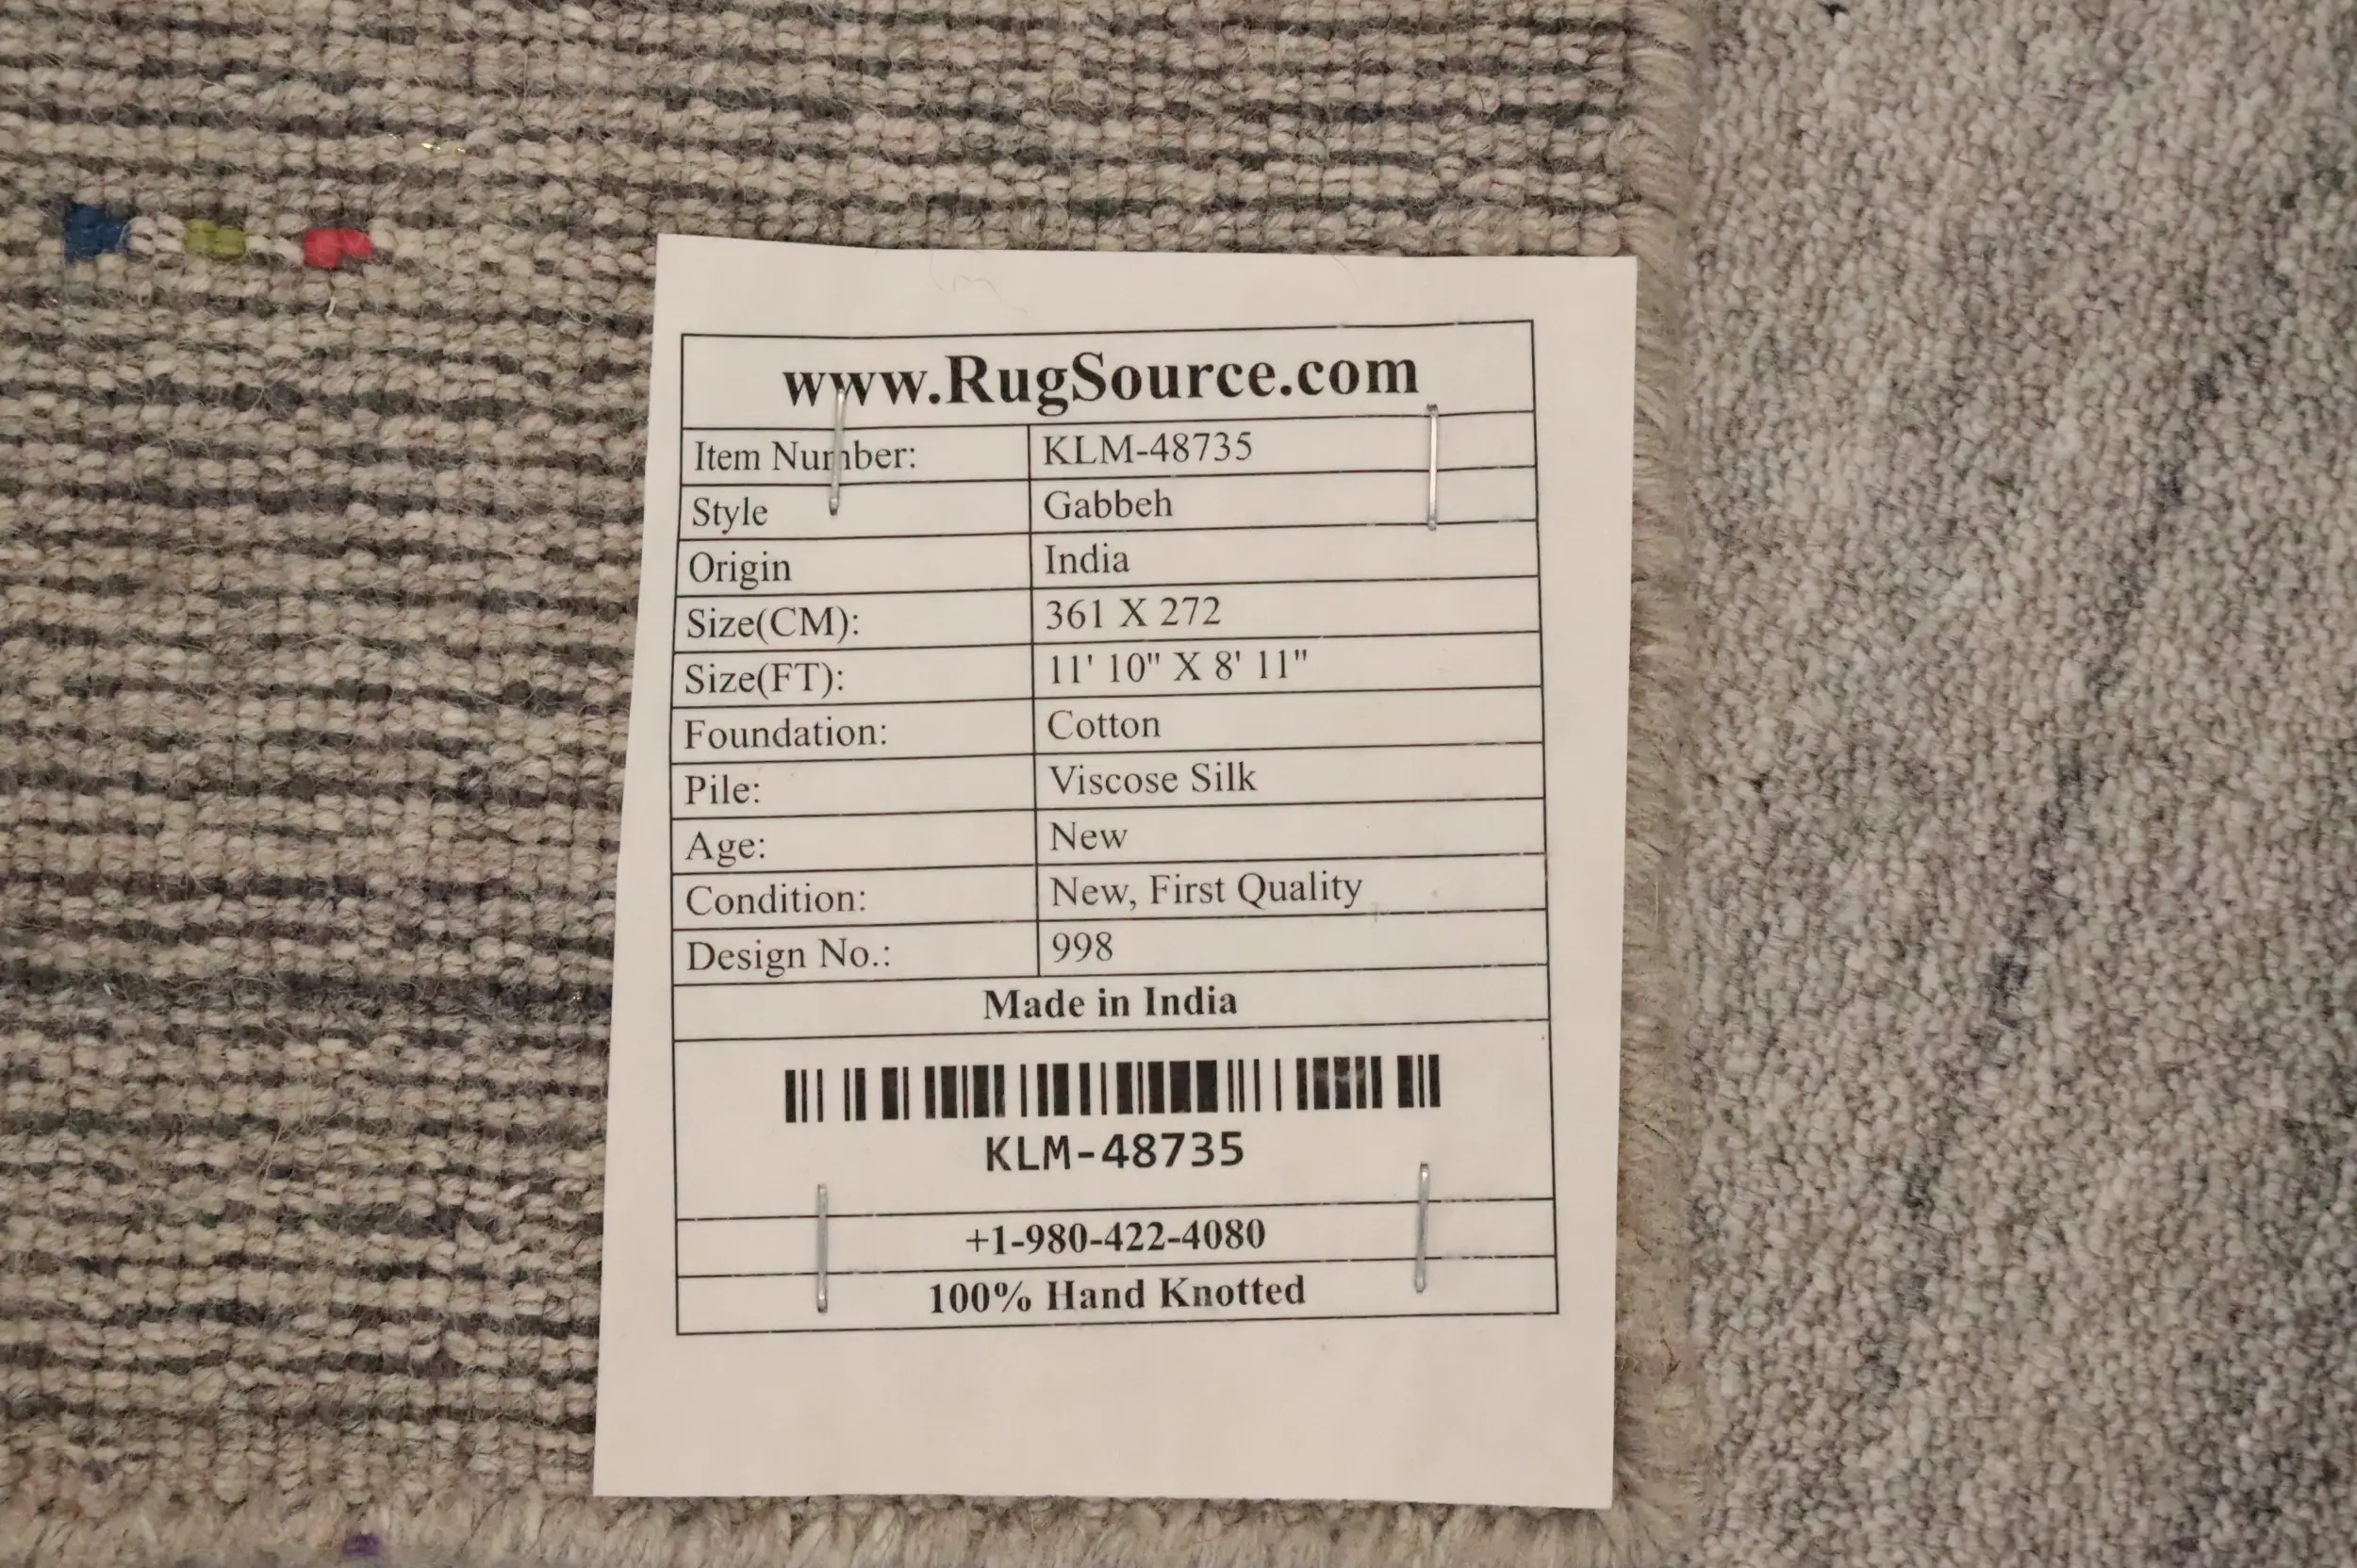 www.RugSource.com
Item Number: KLM-48735
Style Gabbeh
Origin India
Size(CM): 361 X 272
Size(FT): 11' 10" X 8' 11"
Foundation: Cotton
Pile: Viscose Silk
Age: New
Condition: New, First Quality
Design No.: 998
Made in India
KLM-48735
+1-980-422-4080
100% Hand Knotted